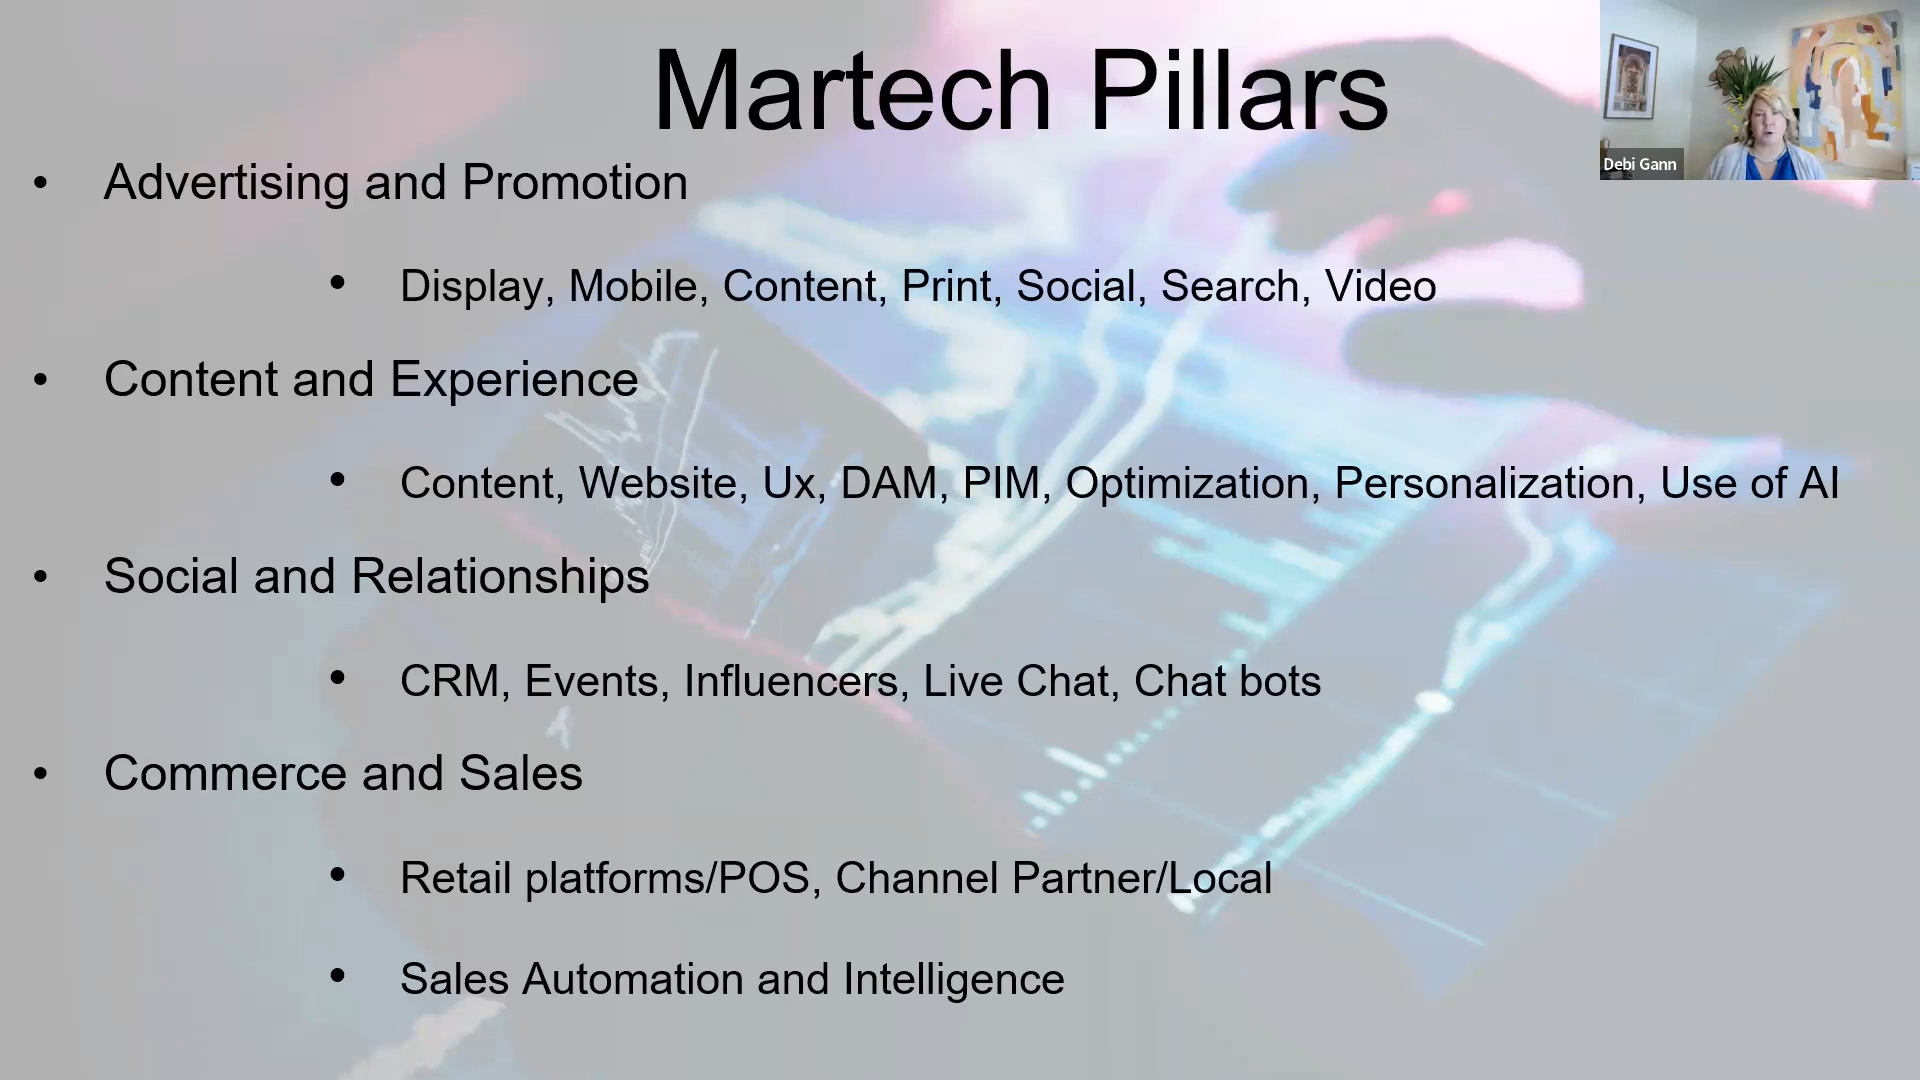 Martech Pillars
Debi Gann
• Advertising and Promotion
• Display, Mobile, Content, Print, Social, Search, Video
• Content and Experience
• Content, Website, Ux, DAM, PIM, Optimization, Personalization, Use of AI
• Social and Relationships
• CRM, Events, Influencers, Live Chat, Chat bots
• Commerce and Sales
• Retail platforms/POS, Channel Partner/Local
• Sales Automation and Intelligence